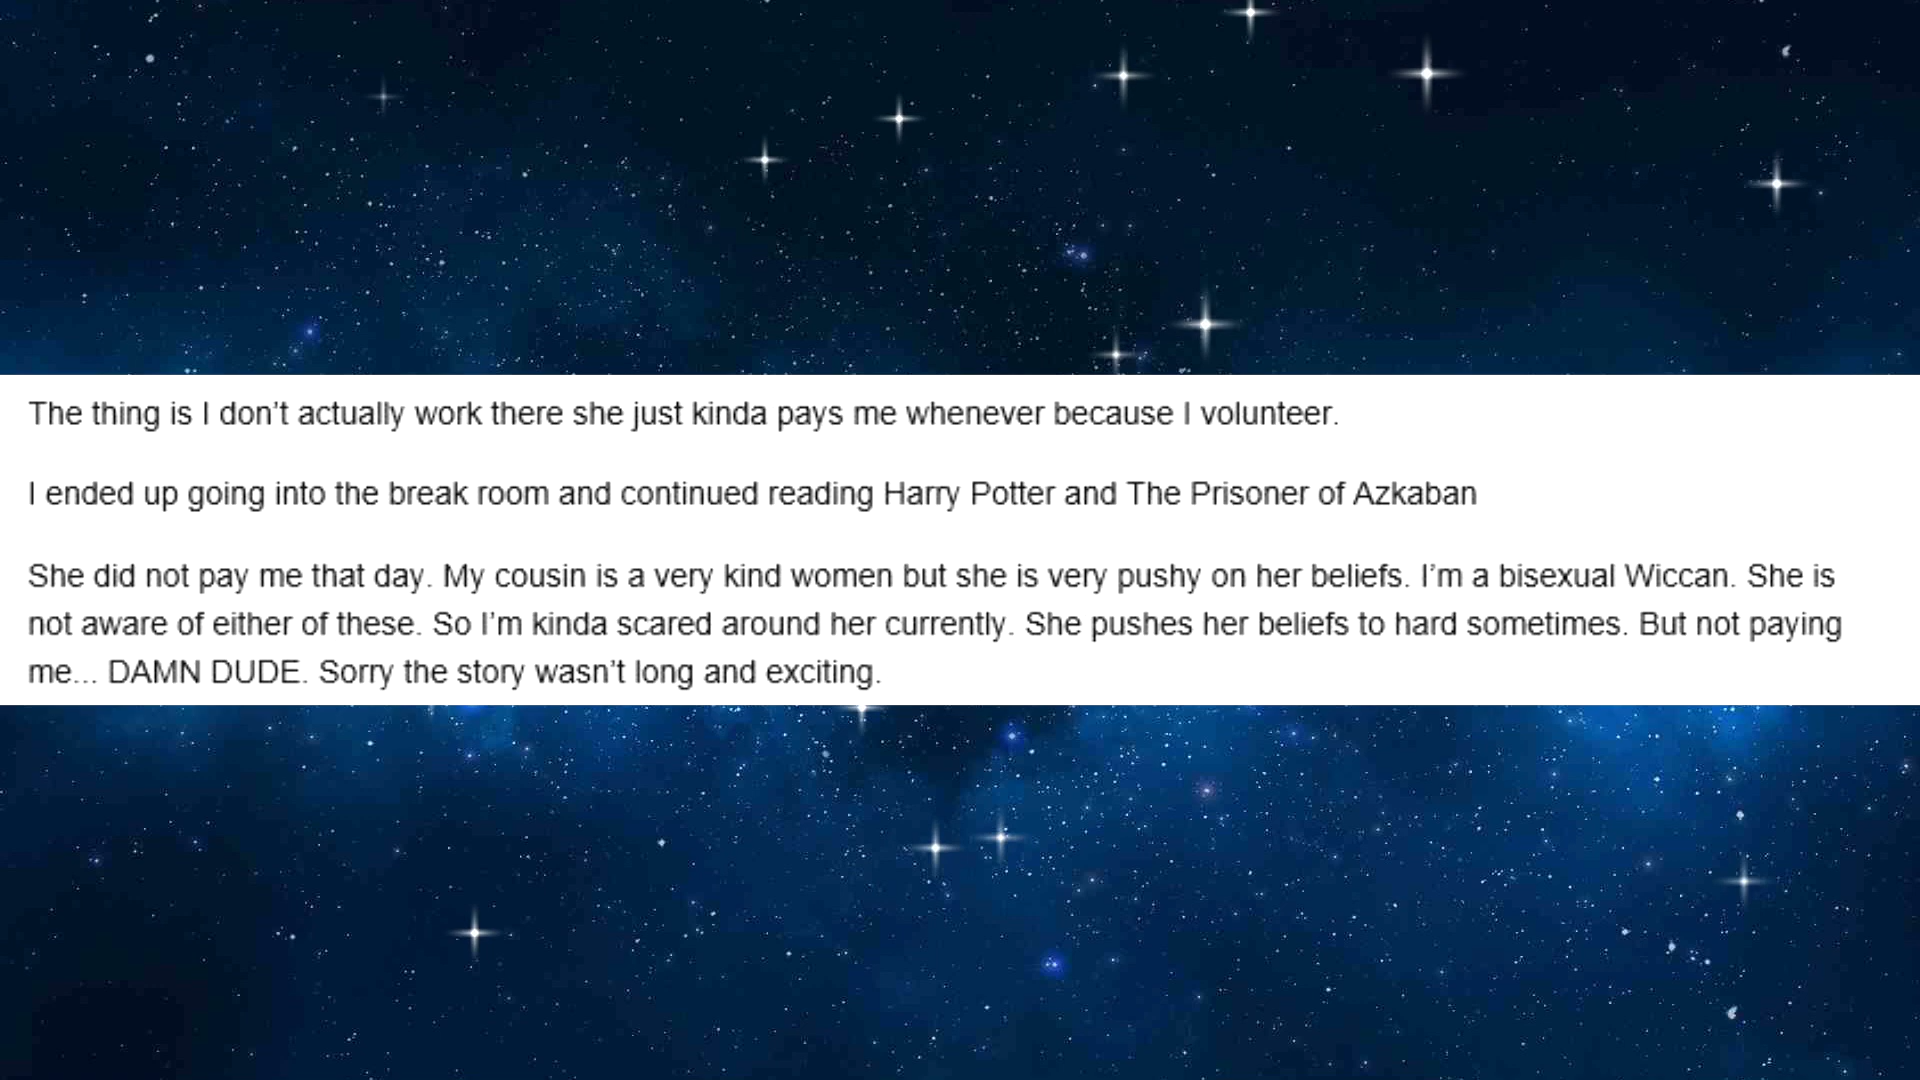 The thing is I don’t actually work there she just kinda pays me whenever because I volunteer.
I ended up going into the break room and continued reading Harry Potter and The Prisoner of Azkaban
She did not pay me that day. My cousin is a very kind women but she is very pushy on her beliefs. I’m a bisexual Wiccan. She is
not aware of either of these. So I’m kinda scared around her currently. She pushes her beliefs to hard sometimes. But not paying
me... DAMN DUDE. Sorry the story wasn’t long and exciting.